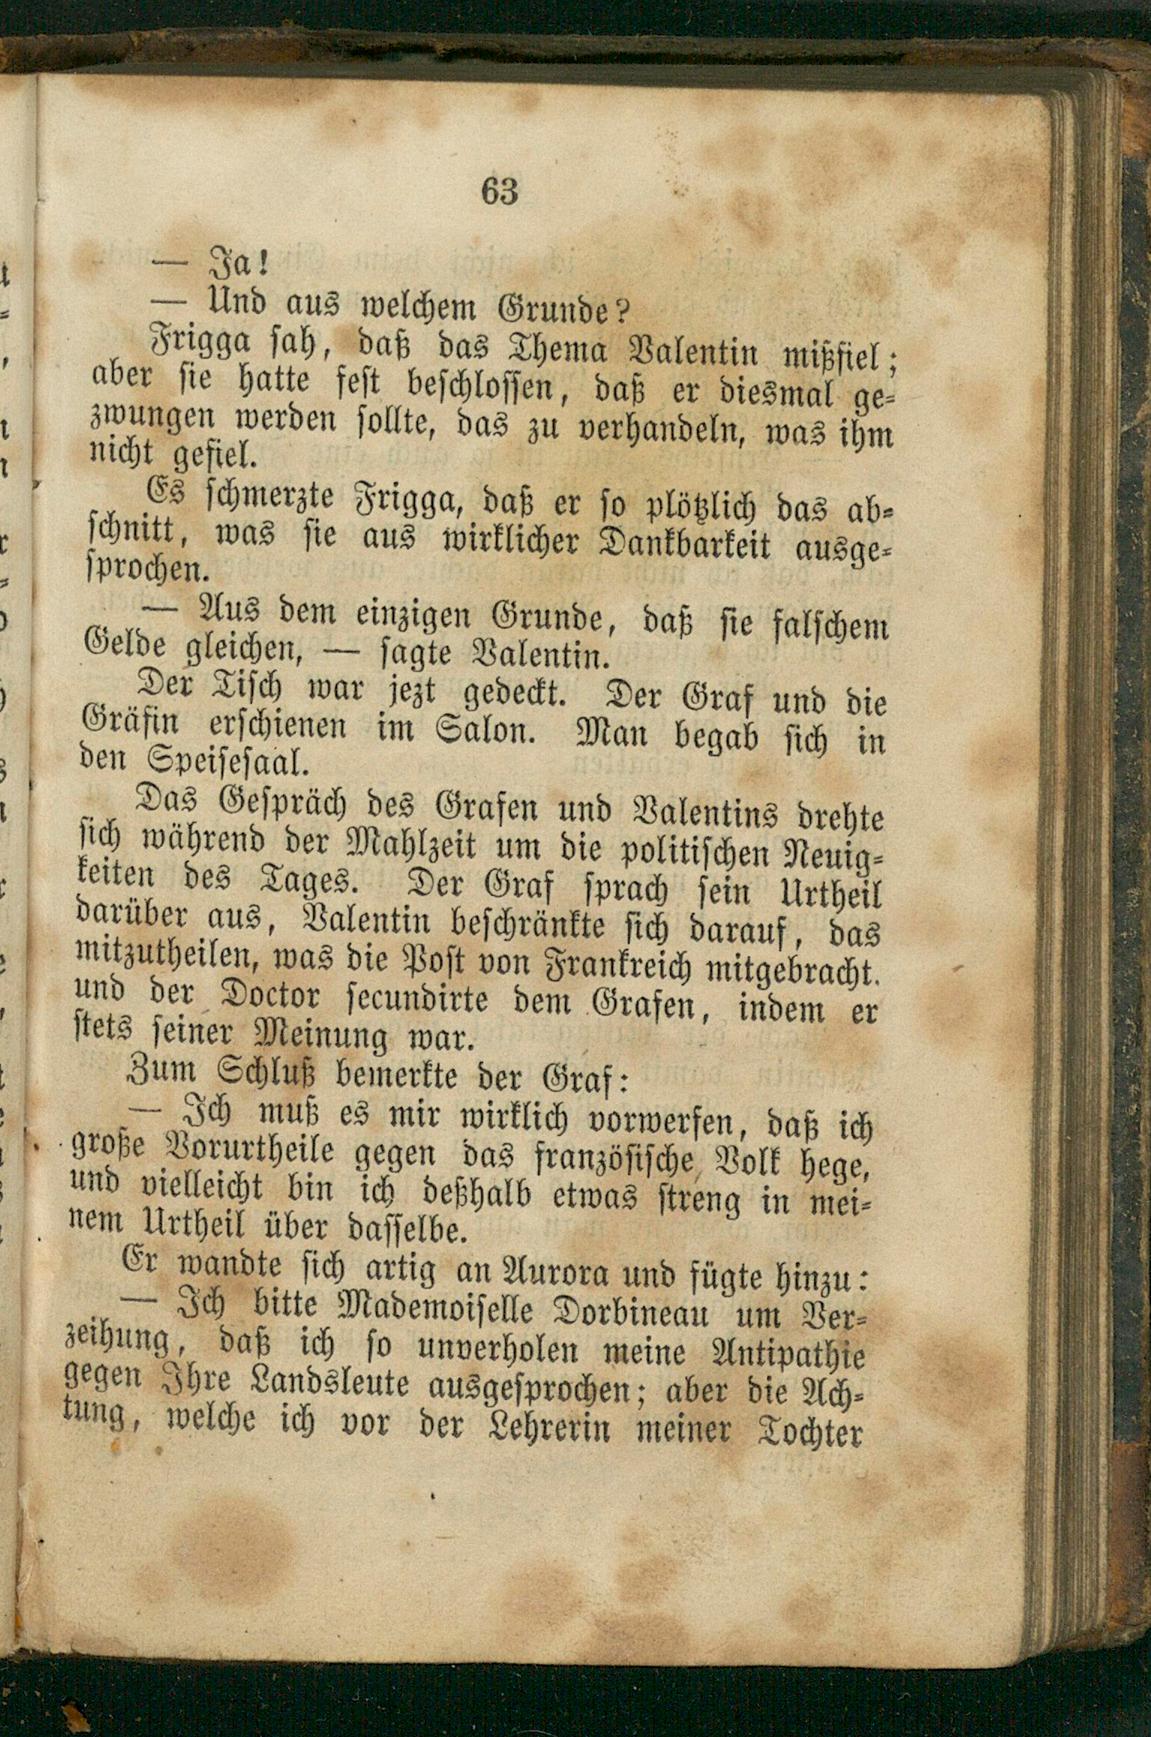 63
— Ja!
— Und aus welchem Grunde?
Frigga sah, daß das Thema Valentin mißfiel;
aber sie hatte fest beschlossen, daß er diesmal ge=
zwungen werden sollte, das zu verhandeln, was ihm
nicht gefiel.
Es schmerzte Frigga, daß er so plötzlich das ab=
schnitt, was sie aus wirklicher Dankbarkeit ausge=
sprochen.
— Aus dem einzigen Grunde, daß sie falschem
Gelde gleichen, — sagte Valentin.
Der Tisch war jezt gedeckt. Der Graf und die
Gräfin erschienen im Salon. Man begab sich in
den Speisesaal.
Das Gespräch des Grafen und Valentins drehte
sich während der Mahlzeit um die politischen Neuig=
keiten des Tages. Der Graf sprach sein Urtheil
darüber aus, Valentin beschränkte sich darauf, das
mitzutheilen, was die Post von Frankreich mitgebracht.
und der Doctor secundirte dem Grafen, indem er
stets seiner Meinung war.
Zum Schluß bemerkte der Graf:
— Ich muß es mir wirklich vorwerfen, daß ich
große Vorurtheile gegen das französische Volk hege,
und vielleicht bin ich deßhalb etwas streng in mei=
nem Urtheil über dasselbe.
Er wandte sich artig an Aurora und fügte hinzu:
— Ich bitte Mademoiselle Dorbineau um Ver=
zeihung, daß ich so unverholen meine Antipathie
gegen Ihre Landsleute ausgesprochen; aber die Ach=
tung, welche ich vor der Lehrerin meiner Tochter